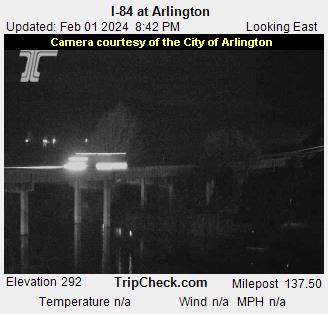 I-84 at Arlington
Updated: Feb 01 2024 8:42 PM Looking East
Camera courtesy of the City of Arlington
Elevation 292 TripCheck.com Milepost 137.50
Temperature n/a Wind n/a MPH n/a